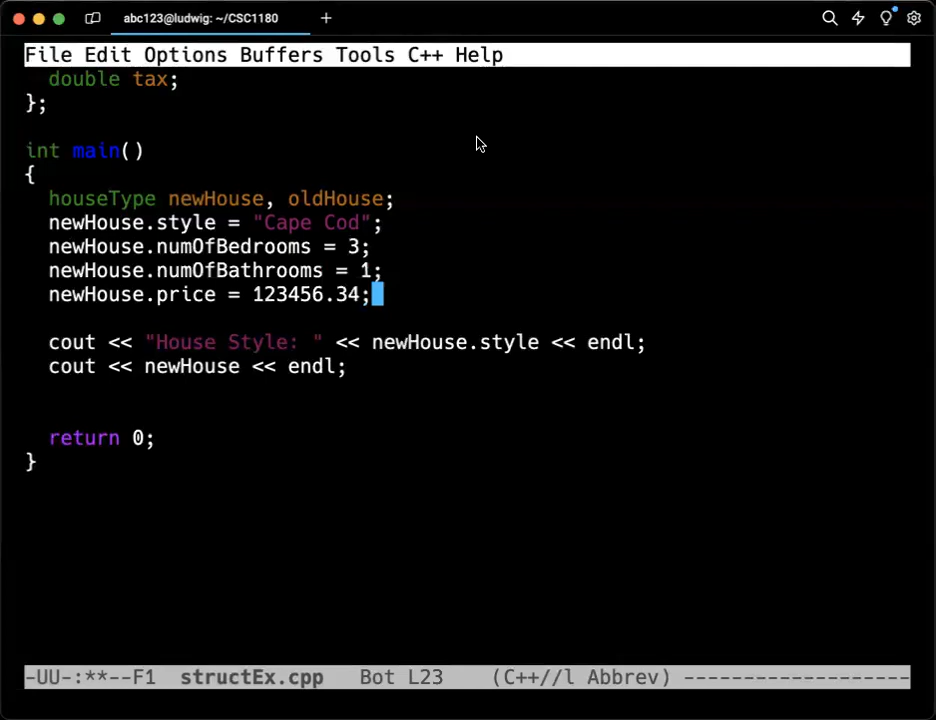 abc123@ludwig: ~/CSC1180 +
File Edit Options Buffers Tools C++ Help
  double tax;
};

int main()
{
  houseType newHouse, oldHouse;
  newHouse.style = "Cape Cod";
  newHouse.numOfBedrooms = 3;
  newHouse.numOfBathrooms = 1;
  newHouse.price = 123456.34;

  cout << "House Style: " << newHouse.style << endl;
  cout << newHouse << endl;


  return 0;
}
-UU-:**--F1  structEx.cpp   Bot L23    (C++//l Abbrev) -------------------